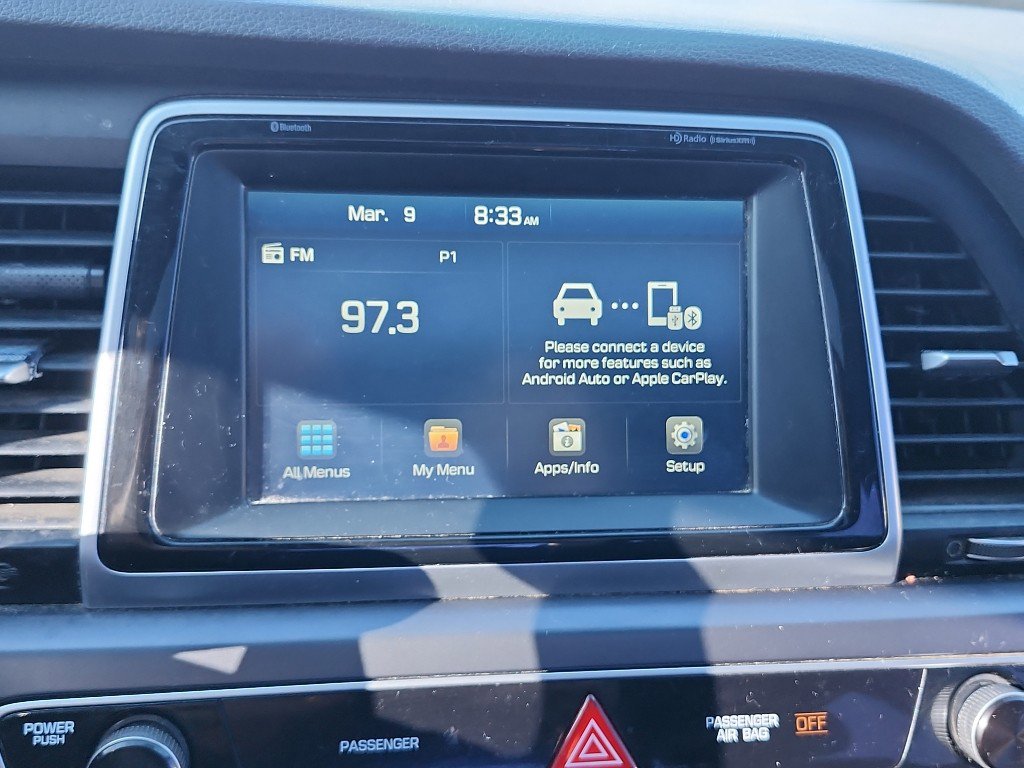 Bluetooth
HD Radio ((SiriusXM))
Mar. 9 8:33 AM
FM P1
97.3
Please connect a device
for more features such as
Android Auto or Apple CarPlay.
All Menus My Menu Apps/Info Setup
POWER
PUSH
PASSENGER
PASSENGER
AIR BAG
OFF